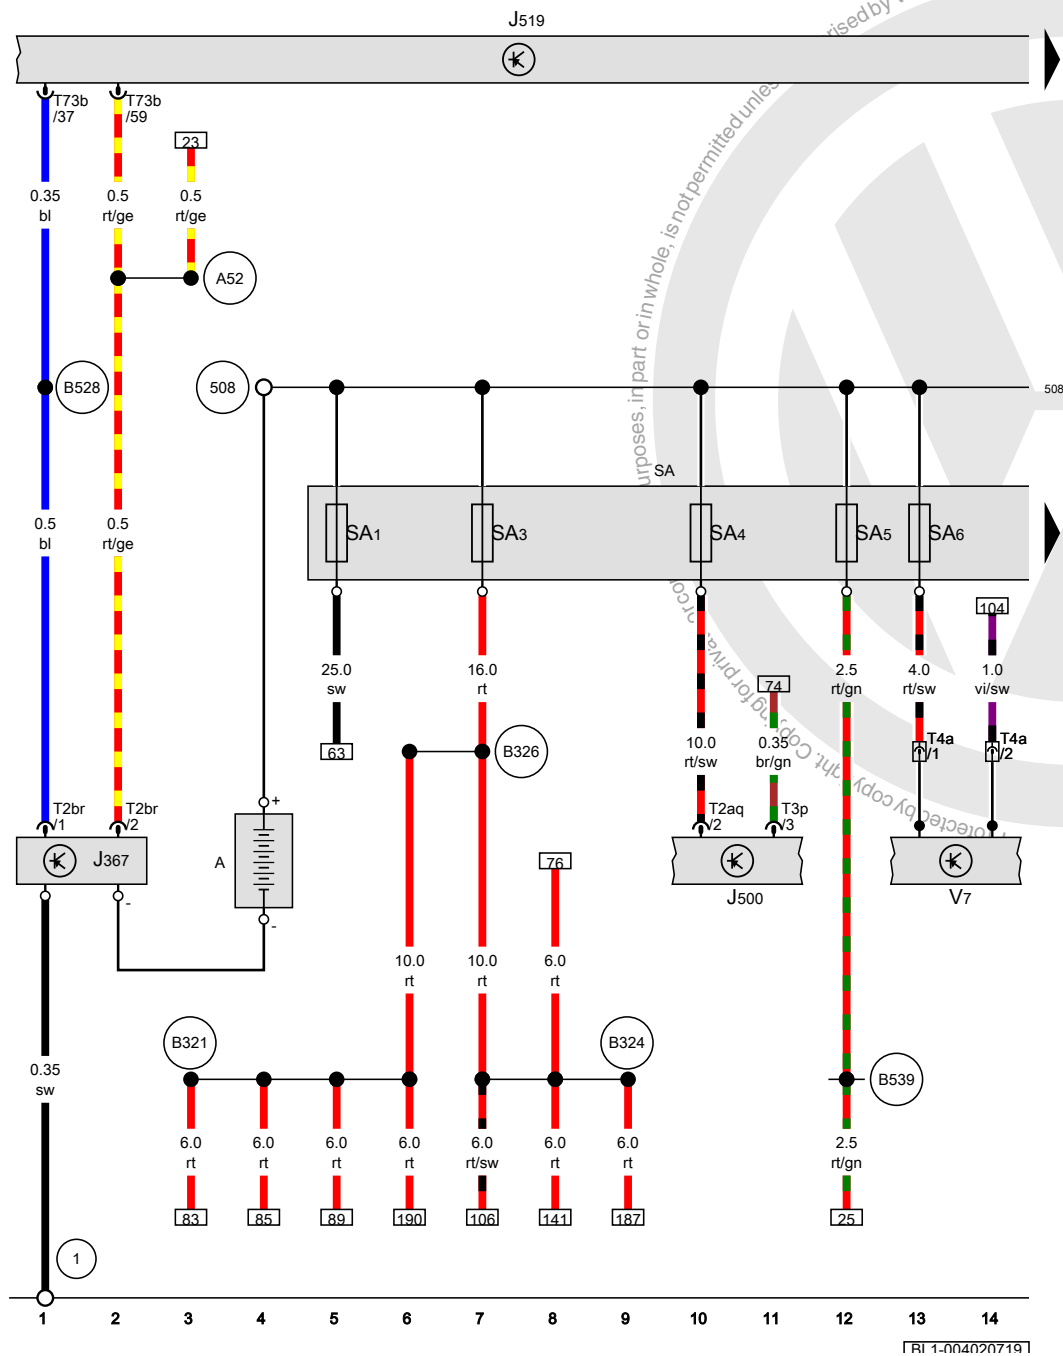 J519
rised by
T73b
/37
T73b
/59
23
0.35
bl
0.5
rt/ge
0.5
rt/ge
A52
B528
508
508
SA
SA1
SA3
SA4
SA5
SA6
0.5
bl
0.5
rt/ge
104
25.0
sw
16.0
rt
2.5
rt/gn
4.0
rt/sw
1.0
vi/sw
74
63
B326
10.0
rt/sw
0.35
br/gn
T4a
/1
T4a
/2
T2br
/1
T2br
/2
+
T2aq
/2
T3p
/3
J367
A
76
J500
V7
-
-
10.0
rt
10.0
rt
6.0
rt
B321
B324
0.35
sw
B539
6.0
rt
6.0
rt
6.0
rt
6.0
rt
6.0
rt/sw
6.0
rt
6.0
rt
2.5
rt/gn
83
85
89
190
106
141
187
25
1
1 2 3 4 5 6 7 8 9 10 11 12 13 14
BL1-004020719
is not permitted unless
urposes, in part or in whole,
or copying for private
ght. Copying
otected by copy